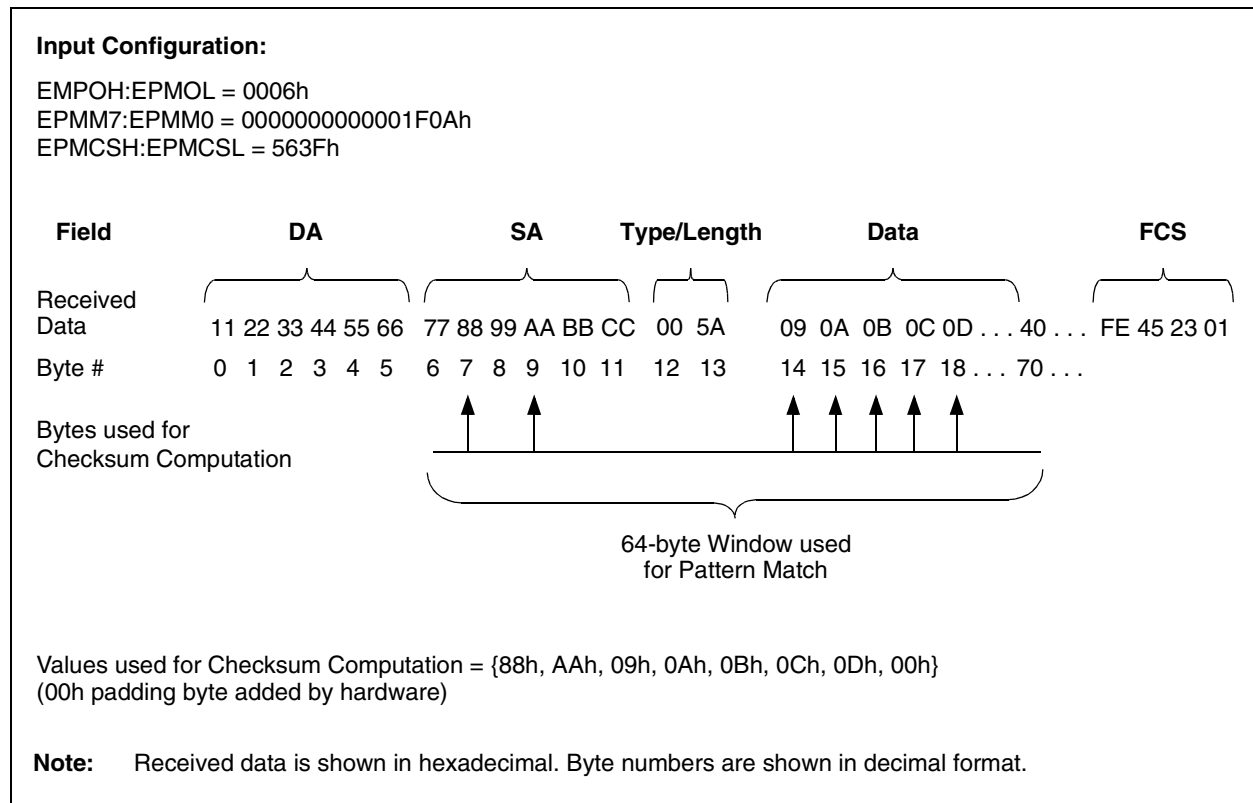 Input Configuration:
EMPOH:EPMOL = 0006h
EPMM7:EPMM0 = 0000000000001F0Ah
EPMCSH:EPMCSL = 563Fh
Field DA SA Type/Length Data FCS
Received
Data 11 22 33 44 55 66 77 88 99 AA BB CC 00 5A 09 0A 0B 0C 0D . . . 40 . . . FE 45 23 01
Byte # 0 1 2 3 4 5 6 7 8 9 10 11 12 13 14 15 16 17 18 . . . 70 . . .
Bytes used for
Checksum Computation
64-byte Window used
for Pattern Match
Values used for Checksum Computation = {88h, AAh, 09h, 0Ah, 0Bh, 0Ch, 0Dh, 00h}
(00h padding byte added by hardware)
Note: Received data is shown in hexadecimal. Byte numbers are shown in decimal format.